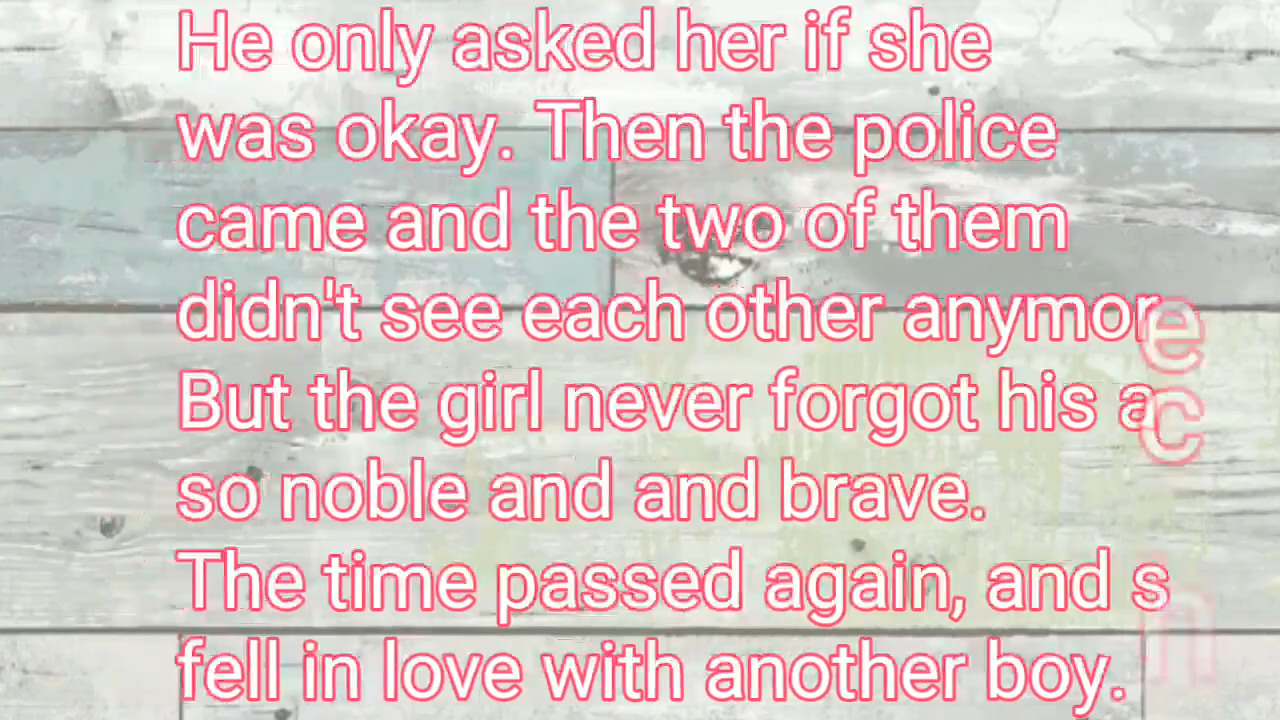 He only asked her if she
was okay. Then the police
came and the two of them
didn't see each other anymore
But the girl never forgot his ac
so noble and and brave.
The time passed again, and s
fell in love with another boy.